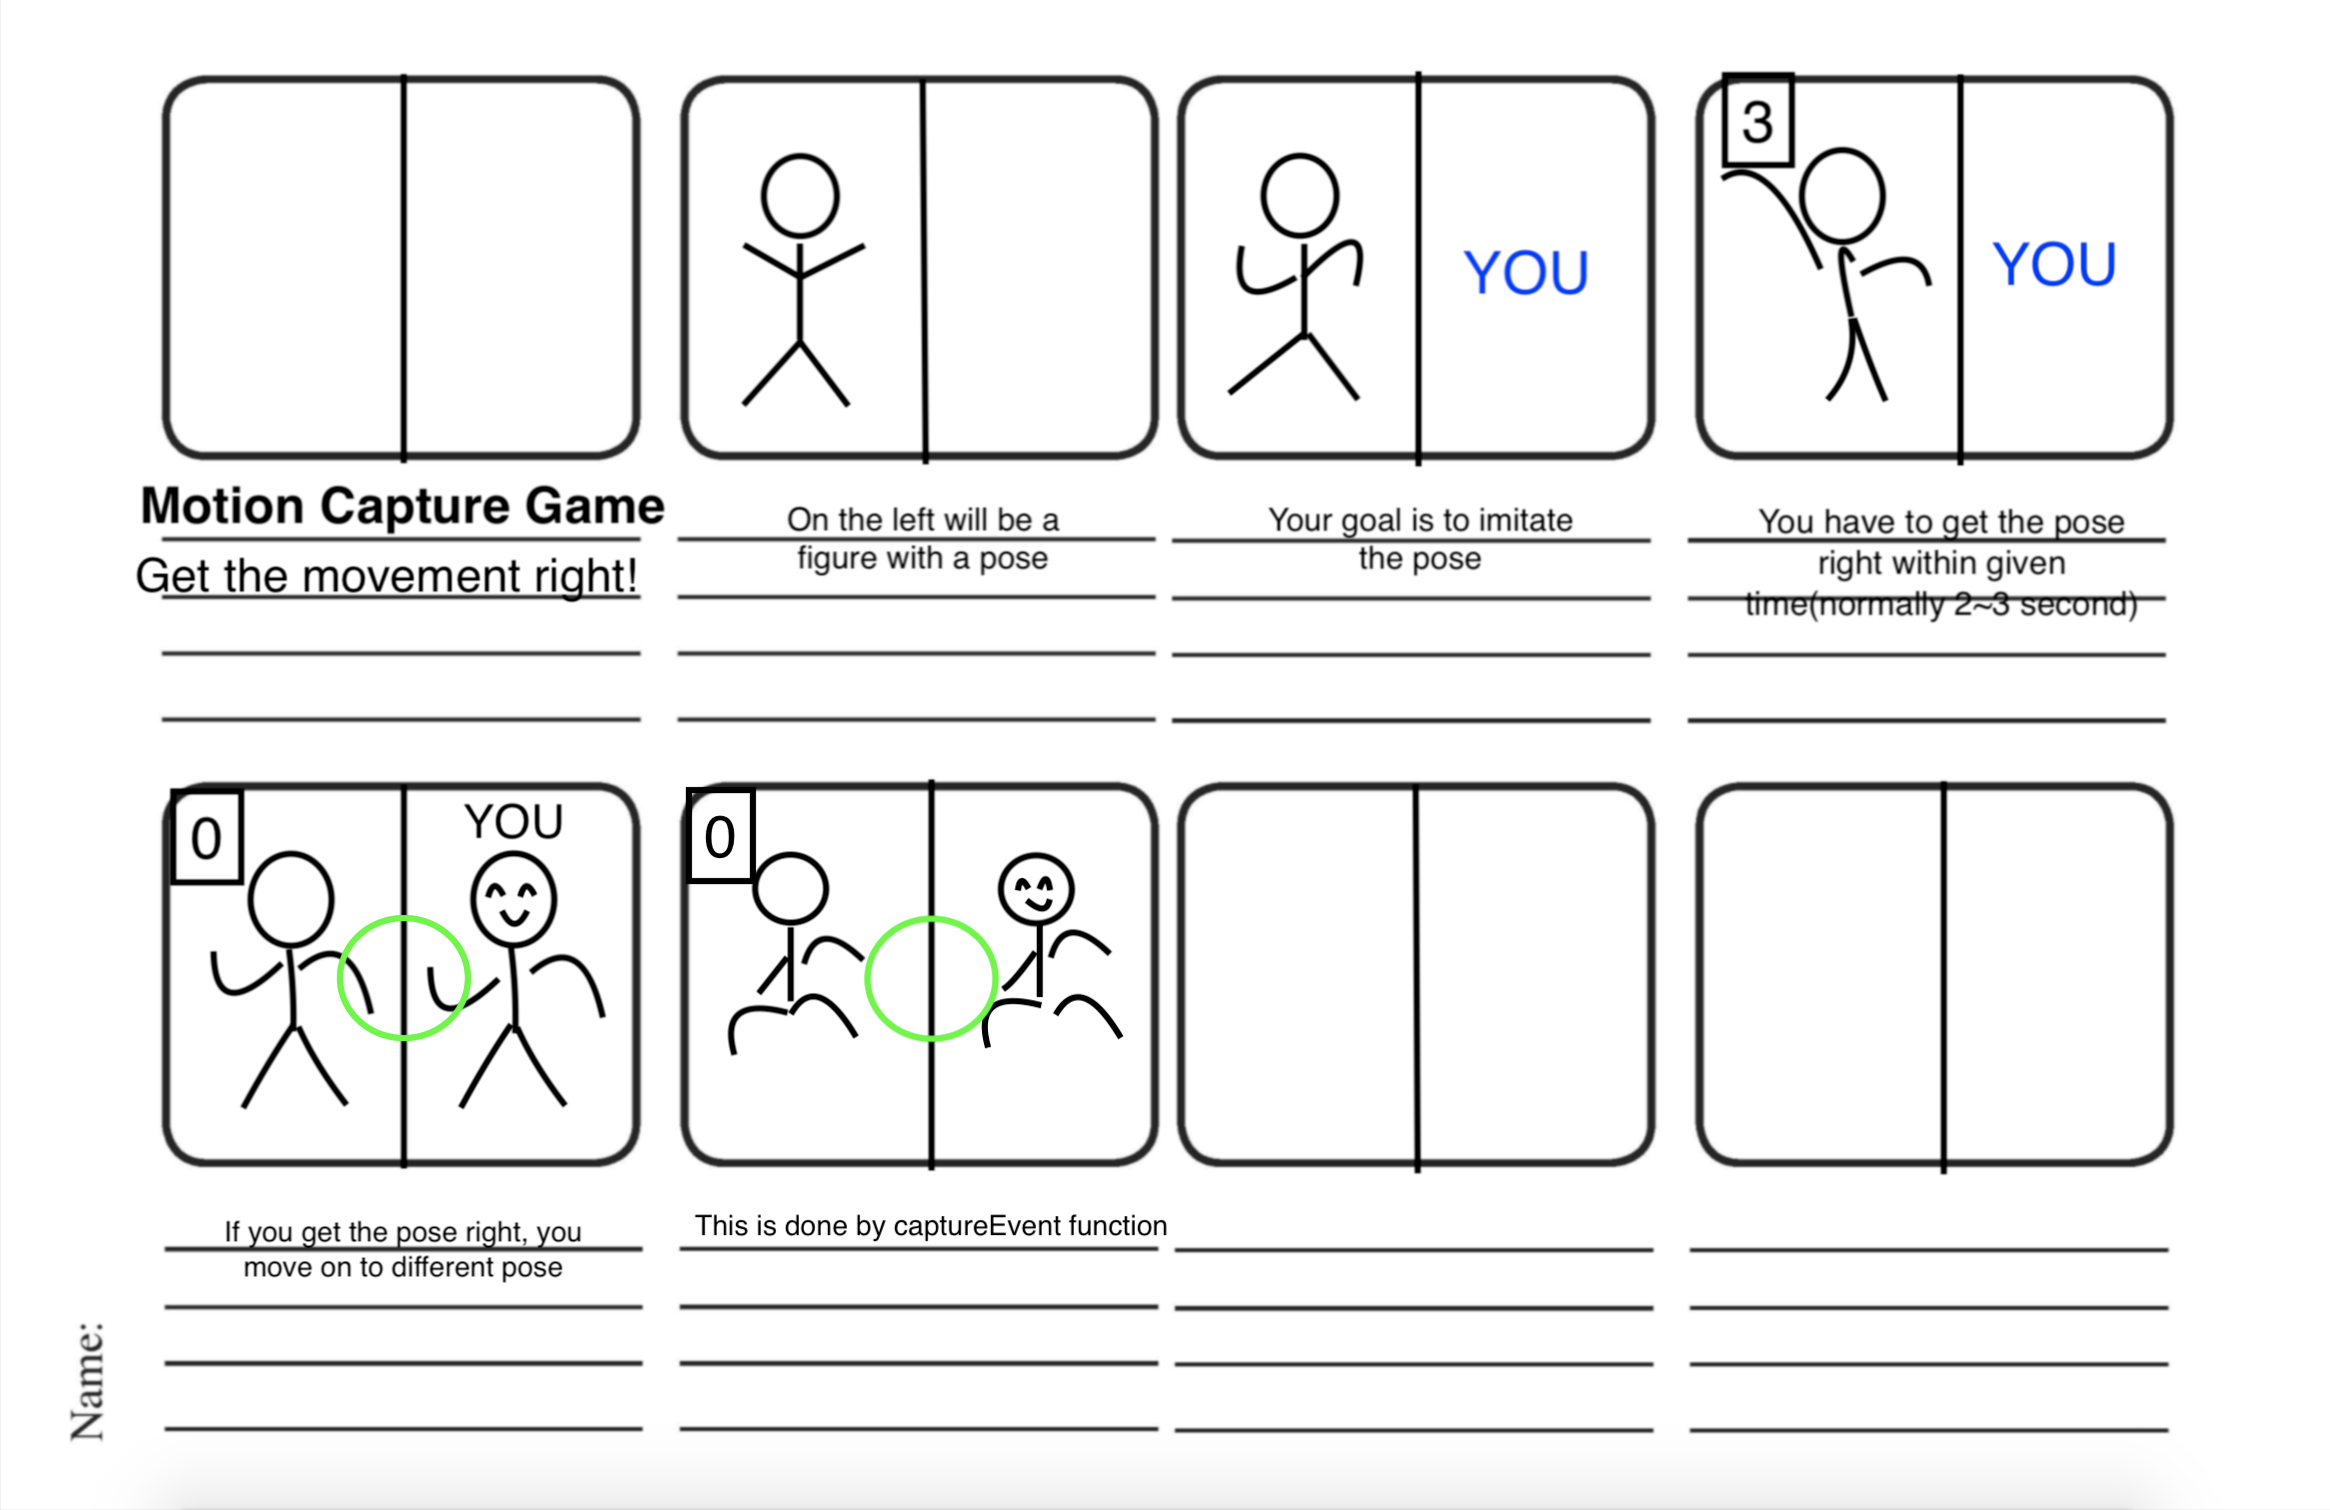 3
YOU
YOU
Motion Capture Game
Get the movement right!
On the left will be a
figure with a pose
Your goal is to imitate
the pose
You have to get the pose
right within given
time(normally 2~3 second)
0
YOU
0
If you get the pose right, you
move on to different pose
This is done by captureEvent function
Name: